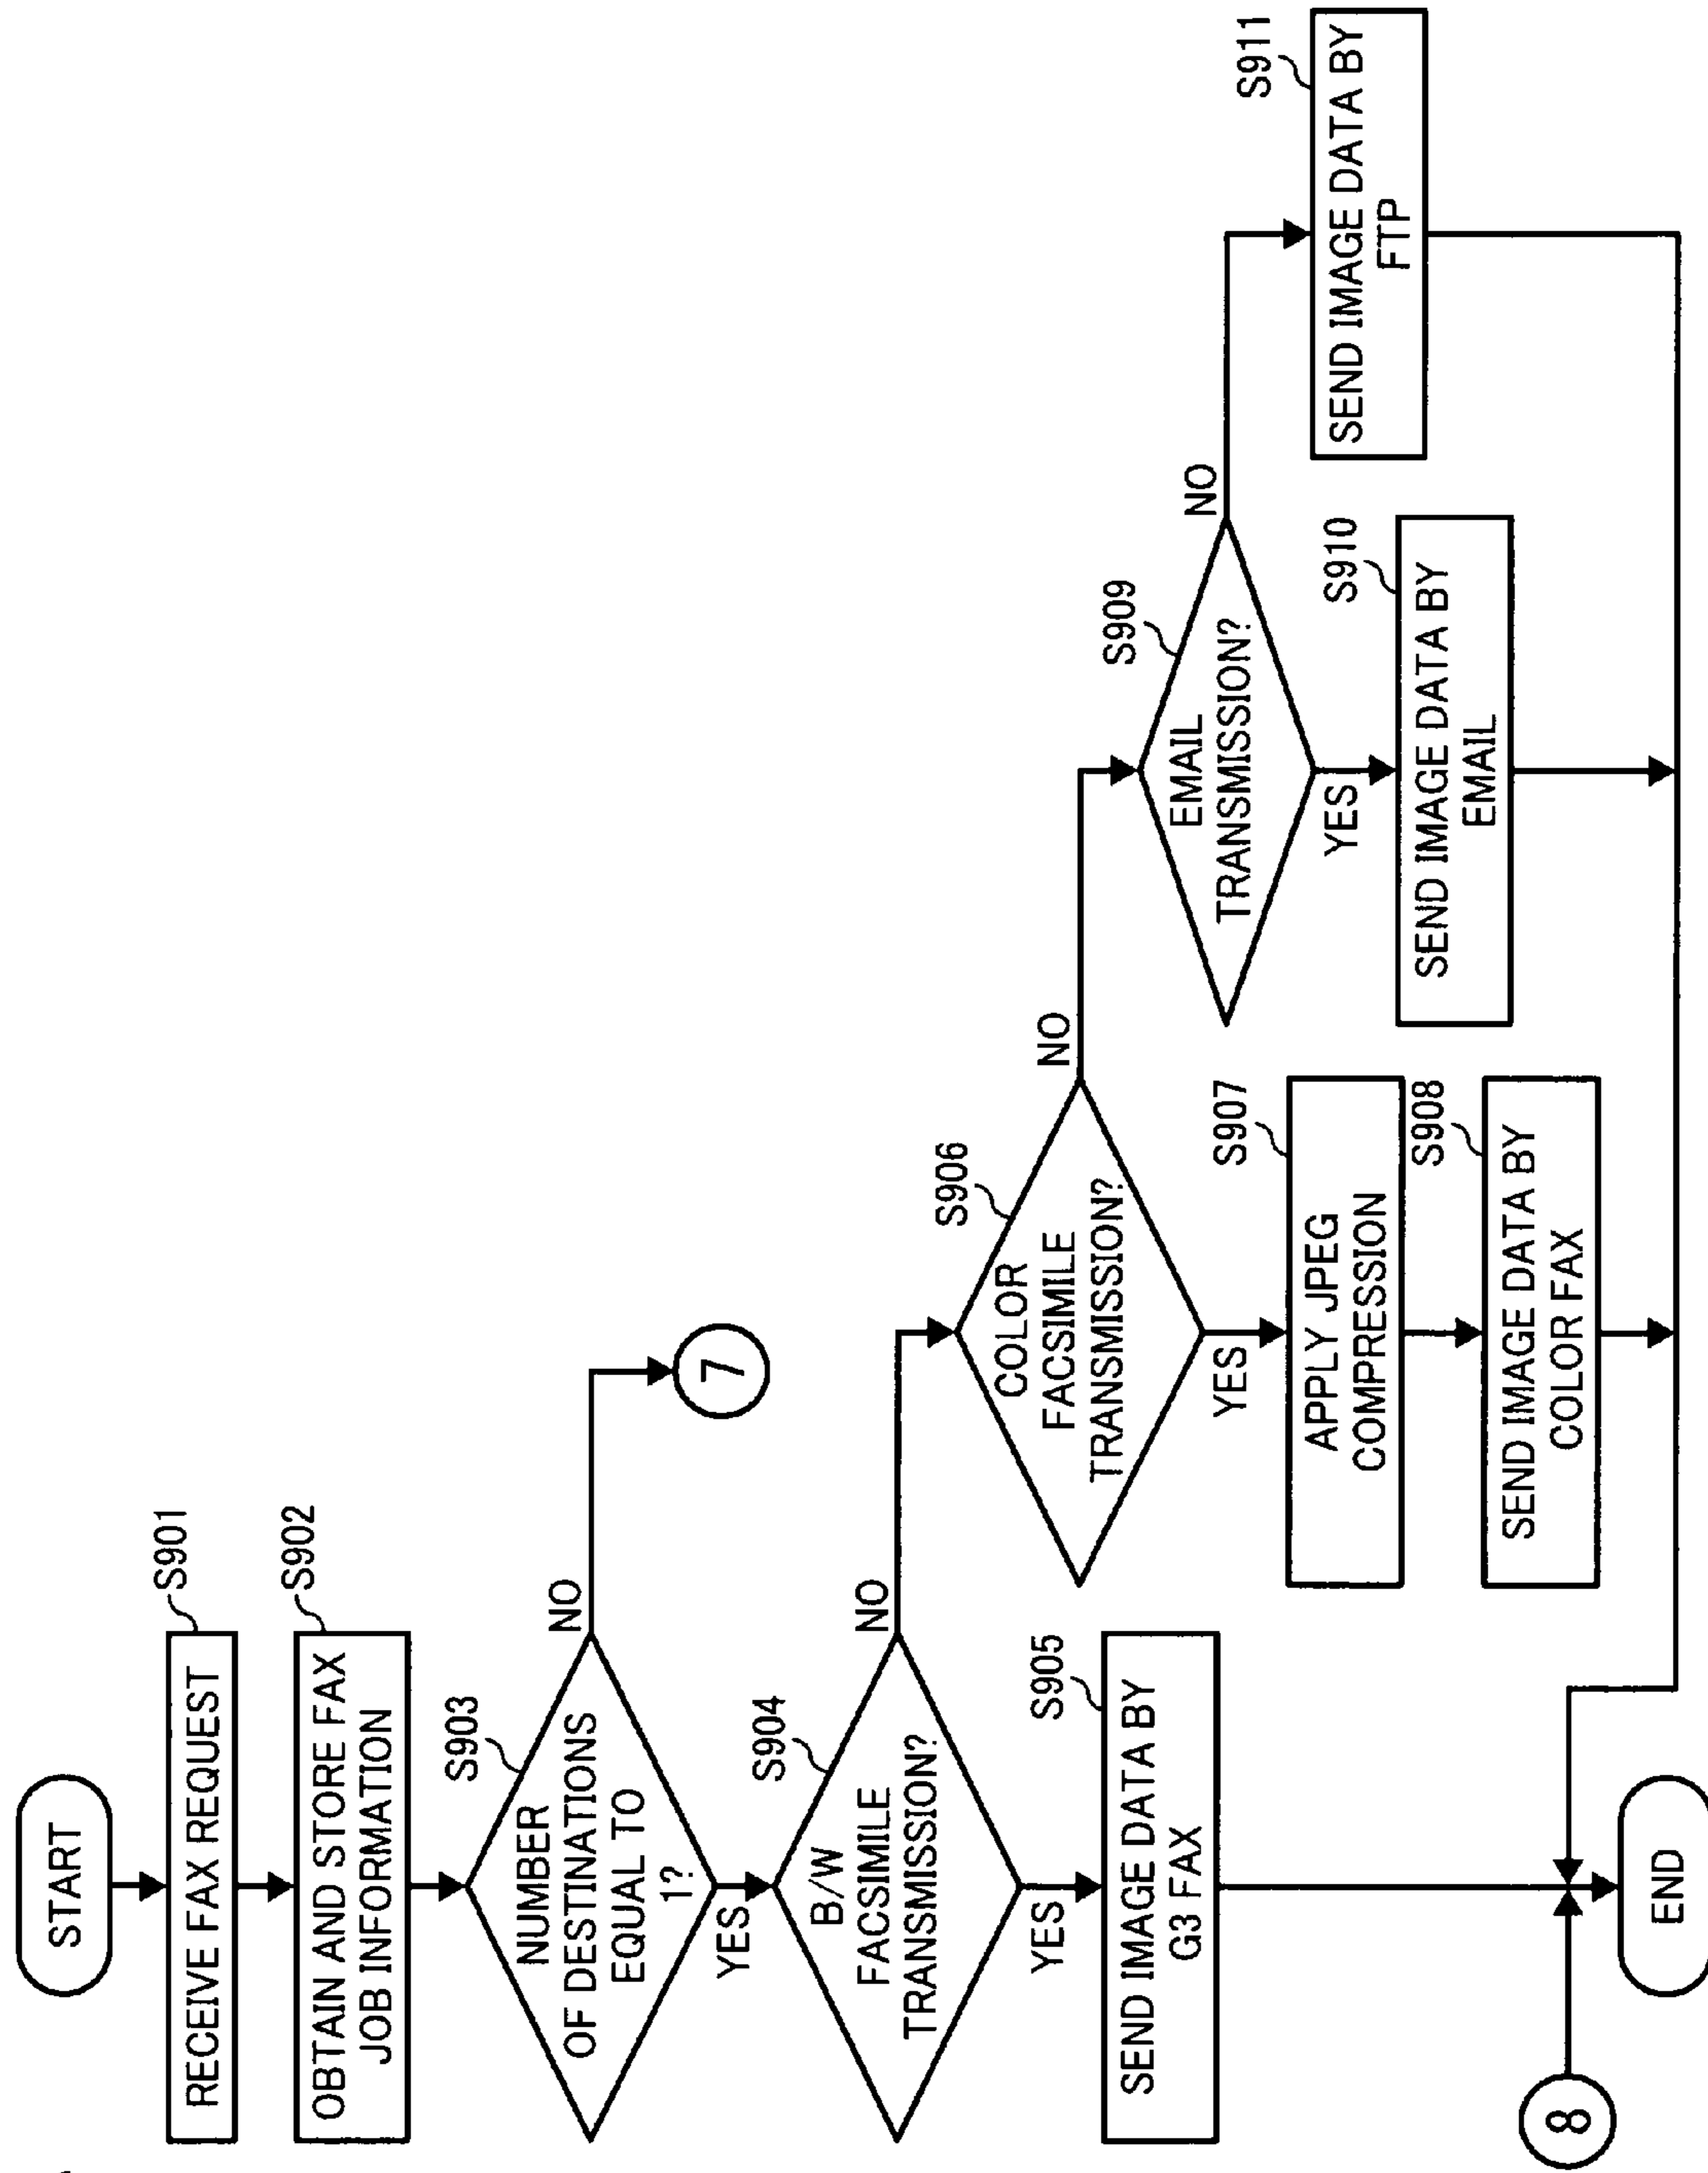 START
S901
RECEIVE FAX REQUEST
S902
OBTAIN AND STORE FAX
JOB INFORMATION
S903
NUMBER
OF DESTINATIONS
EQUAL TO
1?
NO
7
YES
S904
B/W
FACSIMILE
TRANSMISSION?
NO
YES
S905
SEND IMAGE DATA BY
G3 FAX
S906
COLOR
FACSIMILE
TRANSMISSION?
NO
YES
S907
APPLY JPEG
COMPRESSION
S908
SEND IMAGE DATA BY
COLOR FAX
S909
EMAIL
TRANSMISSION?
NO
YES
S910
SEND IMAGE DATA BY
EMAIL
S911
SEND IMAGE DATA BY
FTP
8
END